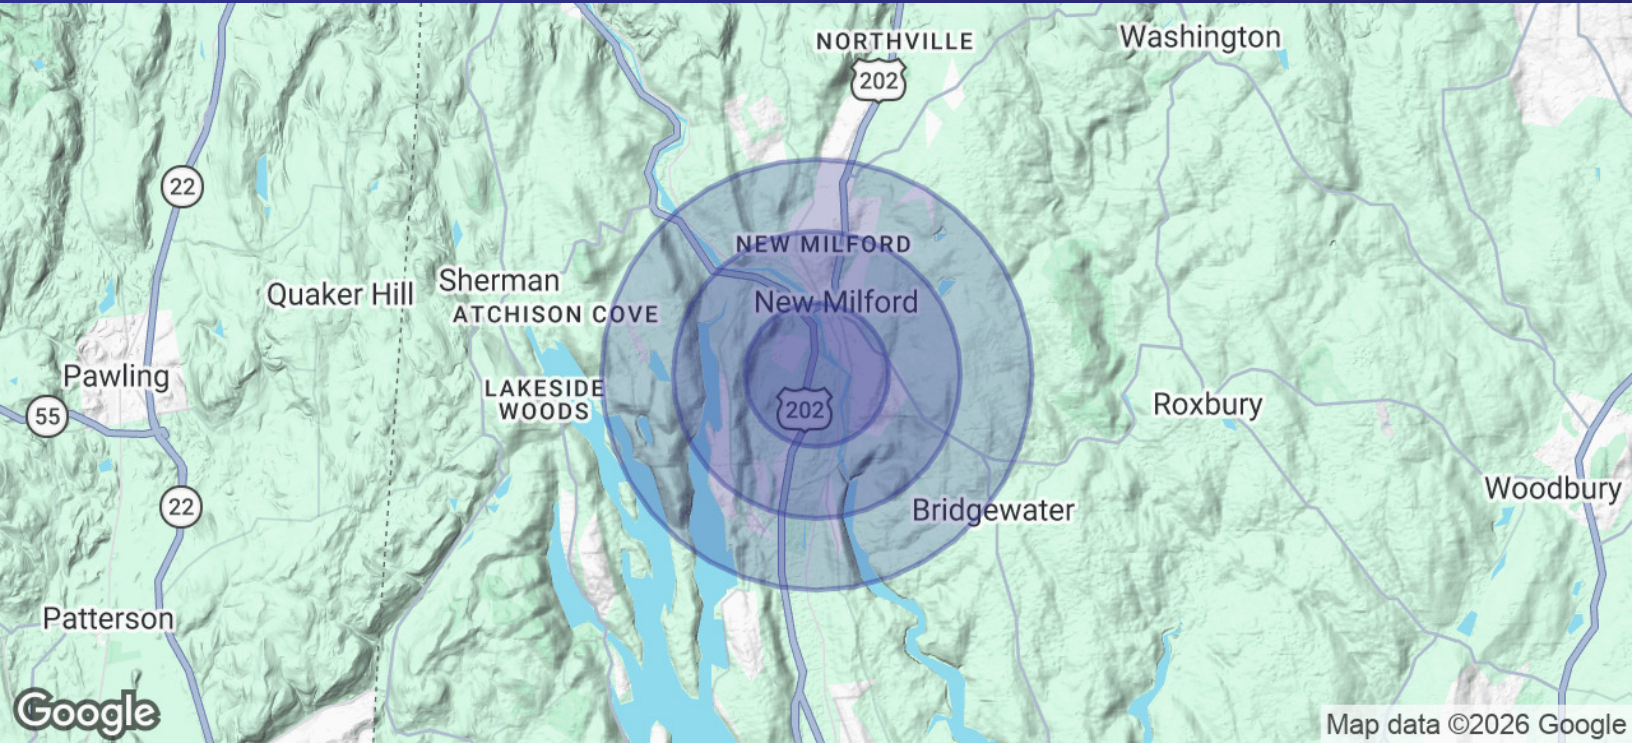 Washington
NORTHVILLE
202
22
NEW MILFORD
Sherman
Quaker Hill
New Milford
ATCHISON COVE
Pawling
LAKESIDE
WOODS
202
Roxbury
55
Woodbury
22
Bridgewater
Patterson
Google
Map data ©2026 Google